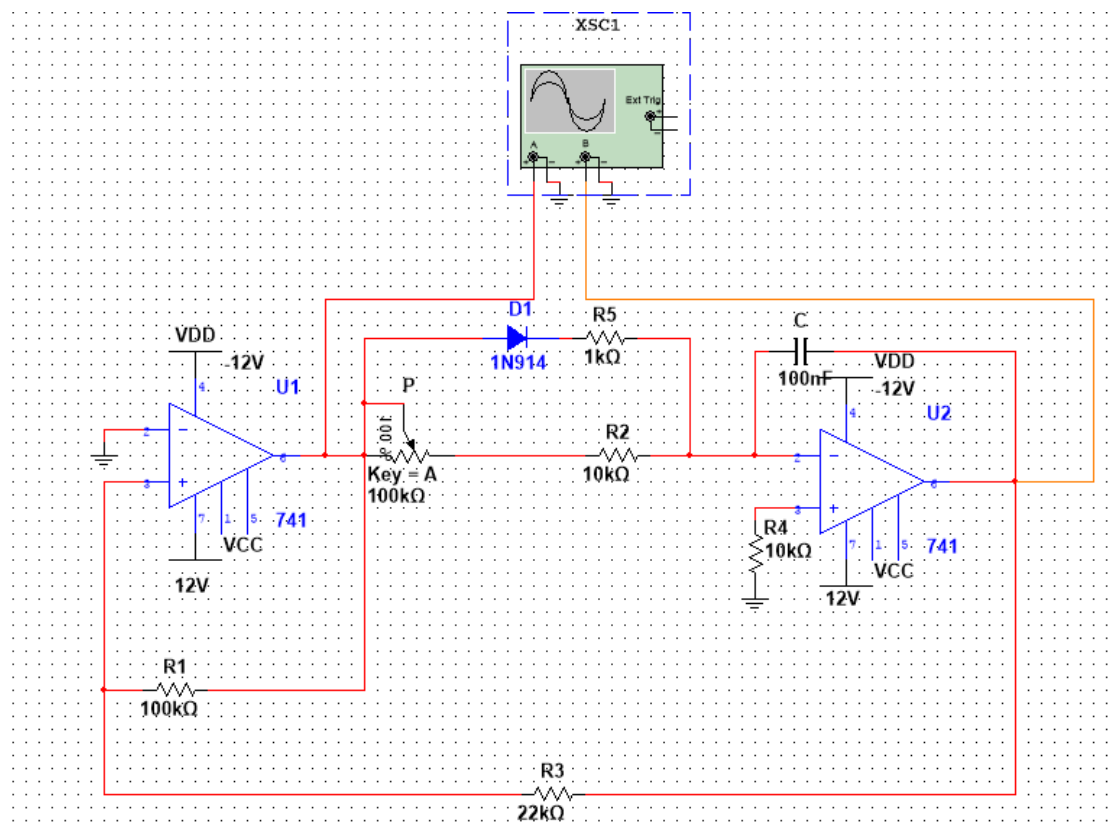 XSC1
Ext Trig
+
−
A
B
+
−
+
−
D1
1N914
R5
1kΩ
C
100nF
VDD
-12V
VDD
-12V
4
U1
2
−
3
+
6
7
1
5
741
VCC
12V
P
100 %
Key = A
100kΩ
R2
10kΩ
4
U2
2
−
3
+
6
7
1
5
741
VCC
12V
R4
10kΩ
R1
100kΩ
R3
22kΩ